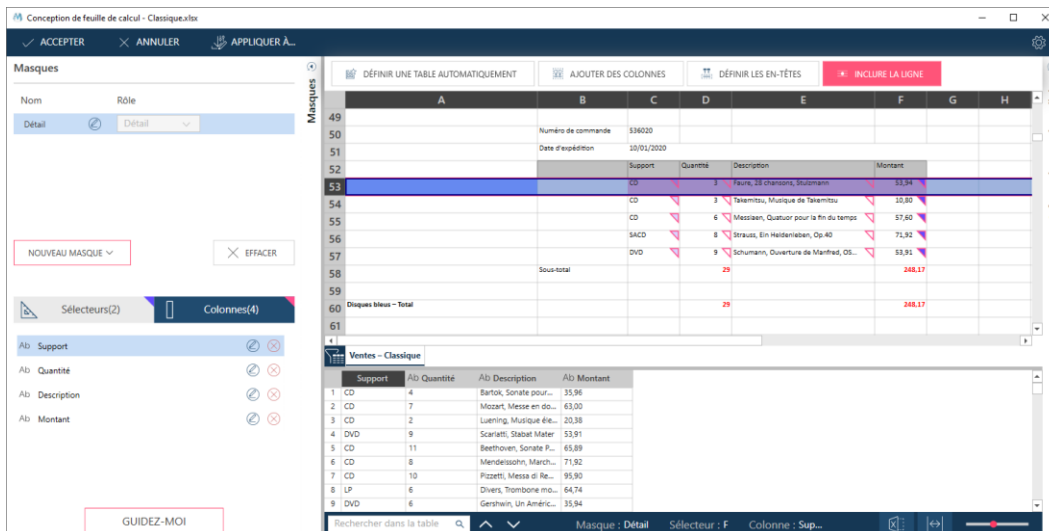 Conception de feuille de calcul - Classique.xlsx
ACCEPTER ANNULER APPLIQUER À...
Masques
Nom Rôle
Détail Détail
NOUVEAU MASQUE EFFACER
Sélecteurs(2) Colonnes(4)
Ab Support
Ab Quantité
Ab Description
Ab Montant
GUIDEZ-MOI
Masques
DÉFINIR UNE TABLE AUTOMATIQUEMENT AJOUTER DES COLONNES DÉFINIR LES EN-TÊTES INCLURE LA LIGNE
A B C D E F G H
49
50 Numéro de commande 536020
51 Date d'expédition 10/01/2020
52 Support Quantité Description Montant
53 CD 3 Faure, 28 chansons, Stulzmann 53,94
54 CD 3 Takemitsu, Musique de Takemitsu 10,80
55 CD 6 Messiaen, Quatuor pour la fin du temps 57,60
56 SACD 8 Strauss, Ein Heldenleben, Op.40 71,92
57 DVD 9 Schumann, Ouverture de Manfred, OS... 53,91
58 Sous-total 29 248,17
59
60 Disques bleus – Total 29 248,17
61
Ventes – Classique
Support Ab Quantité Ab Description Ab Montant
1 CD 4 Bartok, Sonate pour... 35,96
2 CD 7 Mozart, Messe en do... 63,00
3 CD 2 Luening, Musique éle... 20,38
4 DVD 9 Scarlatti, Stabat Mater 53,91
5 CD 11 Beethoven, Sonate P... 65,89
6 CD 8 Mendelssohn, March... 71,92
7 CD 10 Pizzetti, Messa di Re... 95,90
8 LP 6 Divers, Trombone mo... 64,74
9 DVD 6 Gershwin, Un Améric... 35,94
Rechercher dans la table Masque : Détail Sélecteur : F Colonne : Sup...